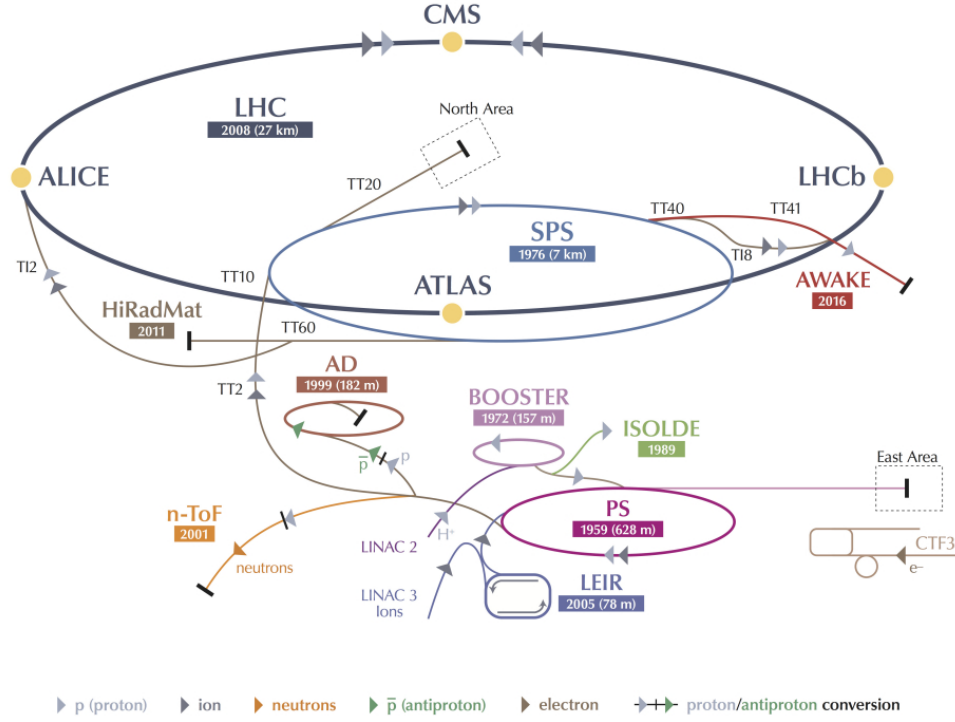 CMS
LHC
2008 (27 km)
North Area
ALICE
LHCb
TT20
TT40
TT41
SPS
1976 (7 km)
TI8
TI2
TT10
ATLAS
AWAKE
2016
HiRadMat
2011
TT60
AD
1999 (182 m)
TT2
BOOSTER
1972 (157 m)
ISOLDE
1989
p̅
p
East Area
n-ToF
2001
neutrons
H⁺
LINAC 2
PS
1959 (628 m)
CTF3
e–
LINAC 3
Ions
LEIR
2005 (78 m)
p (proton)
ion
neutrons
p̅ (antiproton)
electron
proton/antiproton conversion